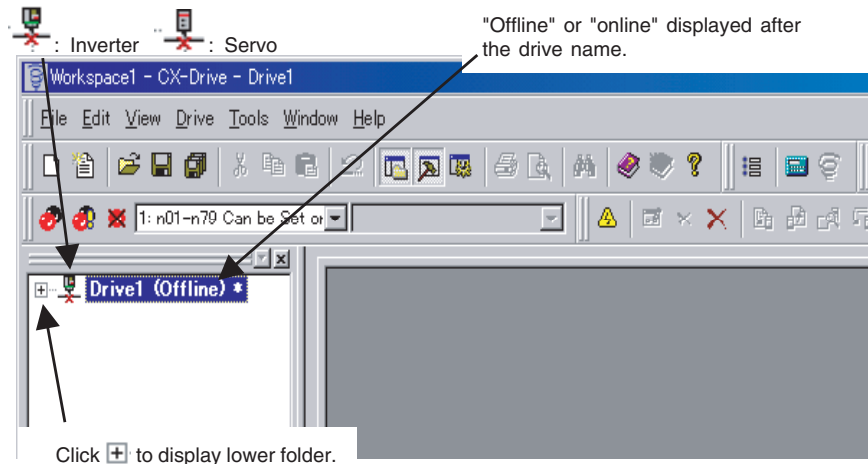 : Inverter : Servo
"Offline" or "online" displayed after
the drive name.
Workspace1 - CX-Drive - Drive1
File Edit View Drive Tools Window Help
1: n01-n79 Can be Set or
Drive1 (Offline) *
Click + to display lower folder.